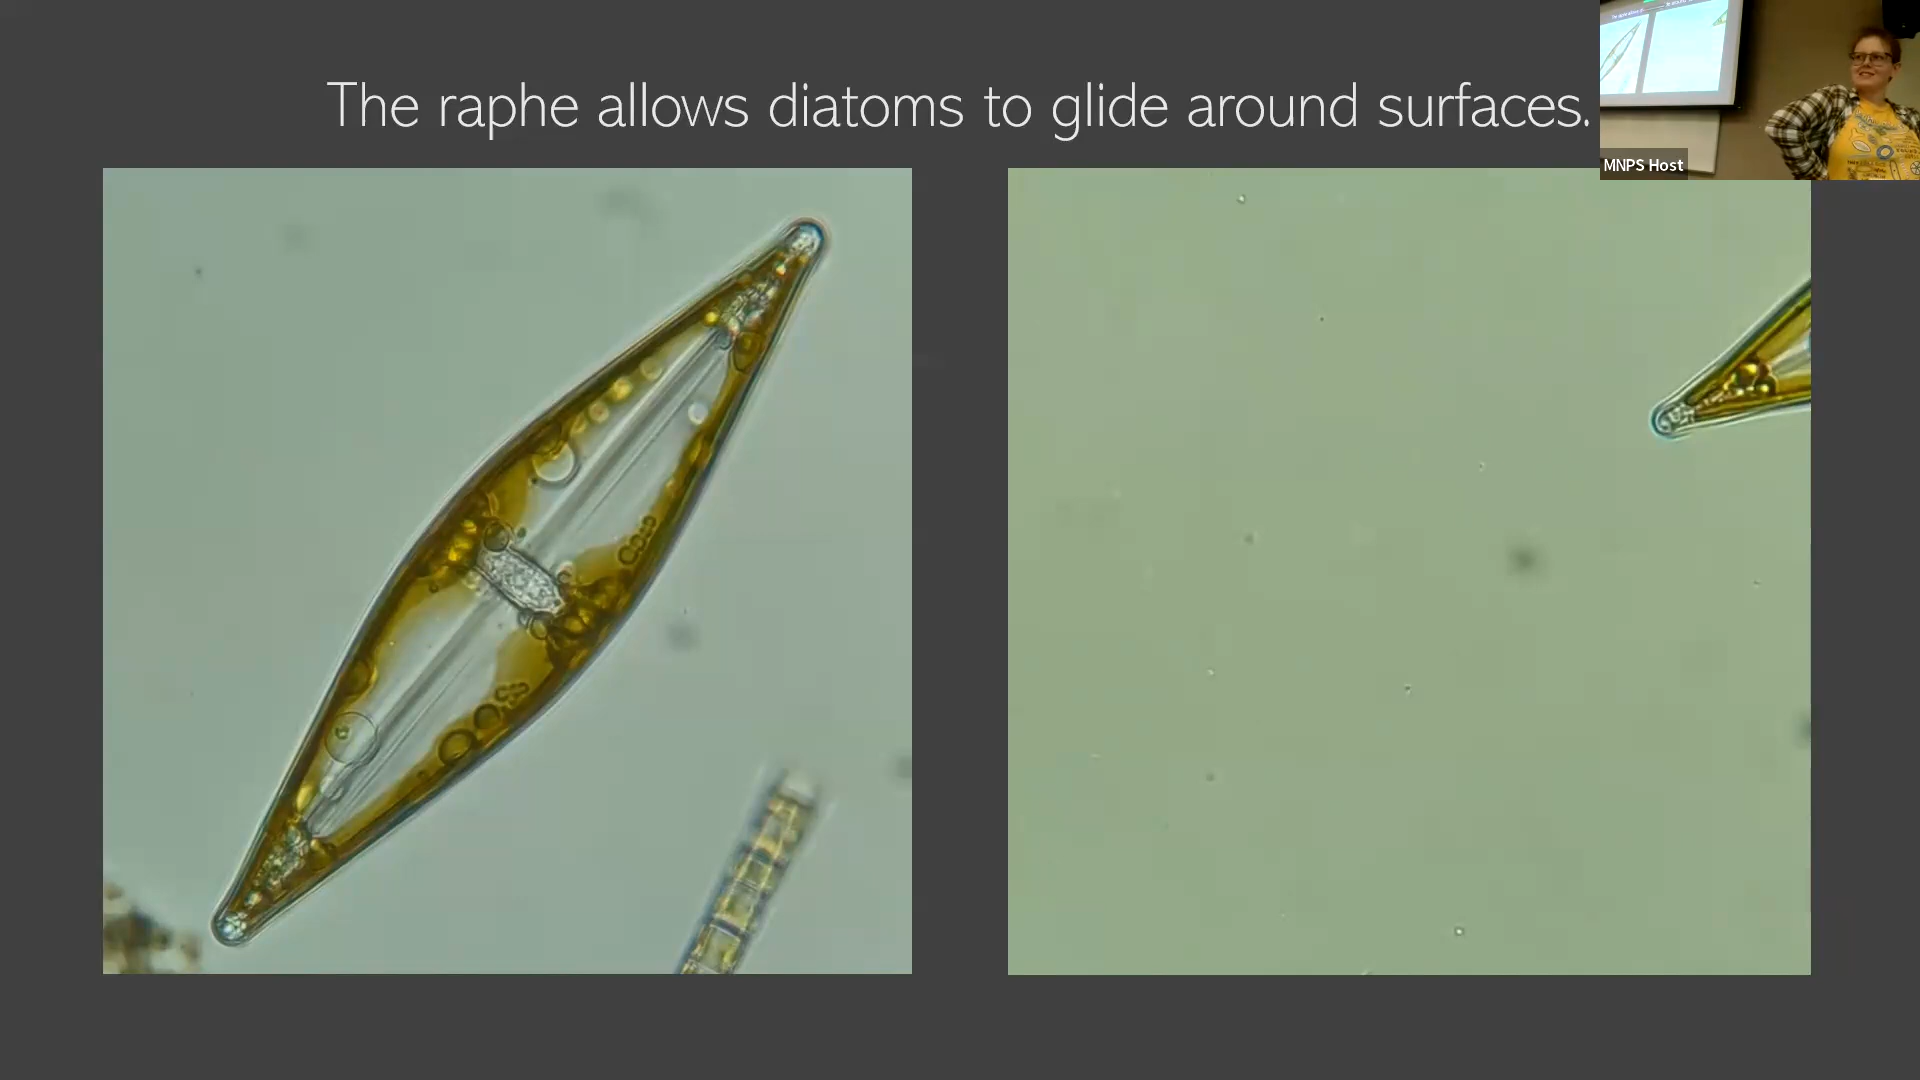 The raphe allows diatoms to glide around surfaces.
MNPS Host